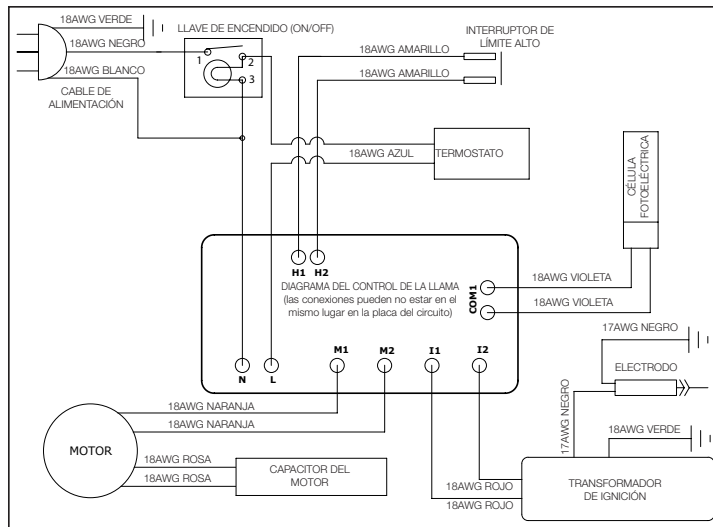 18AWG VERDE
18AWG NEGRO
18AWG BLANCO
CABLE DE
ALIMENTACIÓN
LLAVE DE ENCENDIDO (ON/OFF)
1
2
3
INTERRUPTOR DE
LÍMITE ALTO
18AWG AMARILLO
18AWG AMARILLO
TERMOSTATO
18AWG AZUL
CÉLULA
FOTOELÉCTRICA
H1
H2
DIAGRAMA DEL CONTROL DE LA LLAMA
(las conexiones pueden no estar en el
mismo lugar en la placa del circuito)
COM1
18AWG VIOLETA
18AWG VIOLETA
N
L
M1
M2
I1
I2
17AWG NEGRO
ELECTRODO
17AWG NEGRO
18AWG VERDE
18AWG NARANJA
18AWG NARANJA
MOTOR
18AWG ROSA
18AWG ROSA
CAPACITOR DEL
MOTOR
18AWG ROJO
18AWG ROJO
TRANSFORMADOR
DE IGNICIÓN